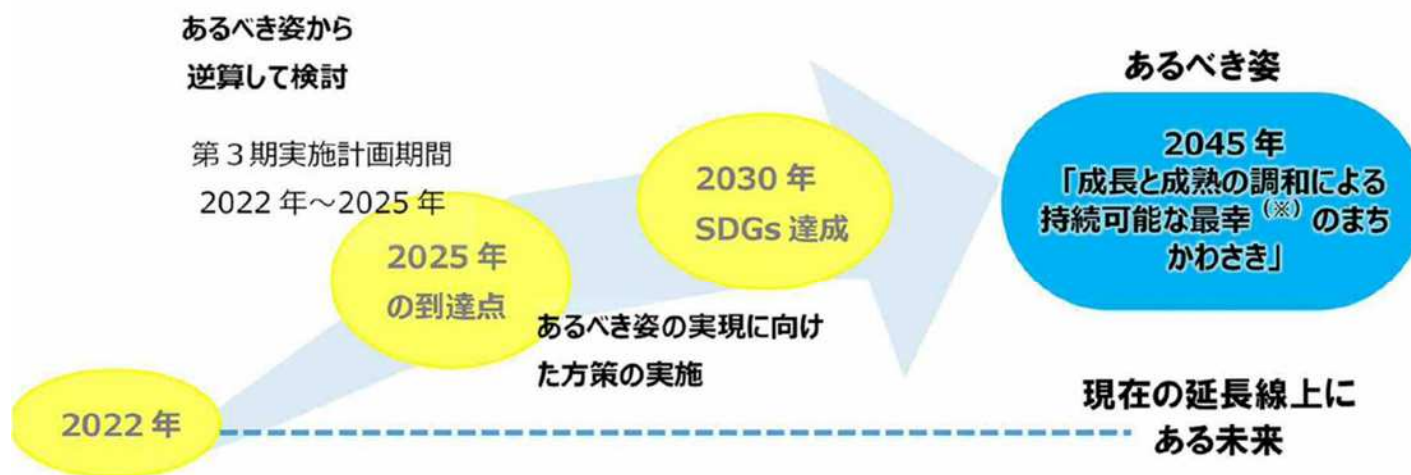 あるべき姿から
逆算して検討
第３期実施計画期間
2022 年～2025 年
2025 年
の到達点
2030 年
SDGs 達成
あるべき姿
2045 年
「成長と成熟の調和による
持続可能な最幸（※）のまち
かわさき」
あるべき姿の実現に向け
た方策の実施
2022 年
現在の延長線上に
ある未来